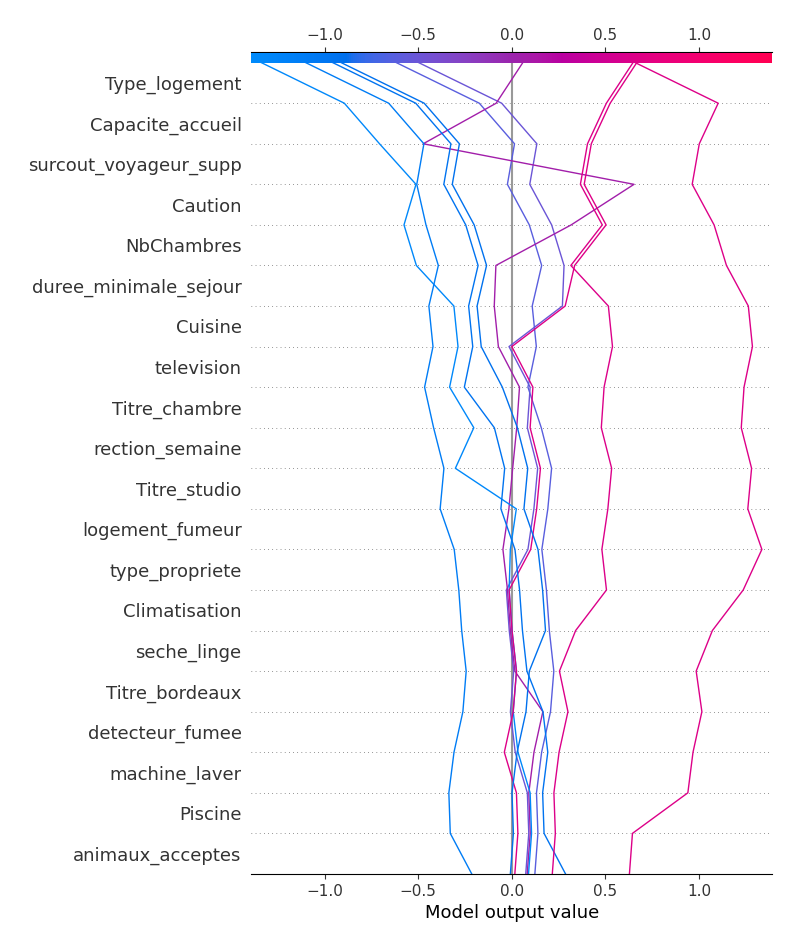 −1.0 −0.5 0.0 0.5 1.0
Type_logement
Capacite_accueil
surcout_voyageur_supp
Caution
NbChambres
duree_minimale_sejour
Cuisine
television
Titre_chambre
rection_semaine
Titre_studio
logement_fumeur
type_propriete
Climatisation
seche_linge
Titre_bordeaux
detecteur_fumee
machine_laver
Piscine
animaux_acceptes
−1.0 −0.5 0.0 0.5 1.0
Model output value